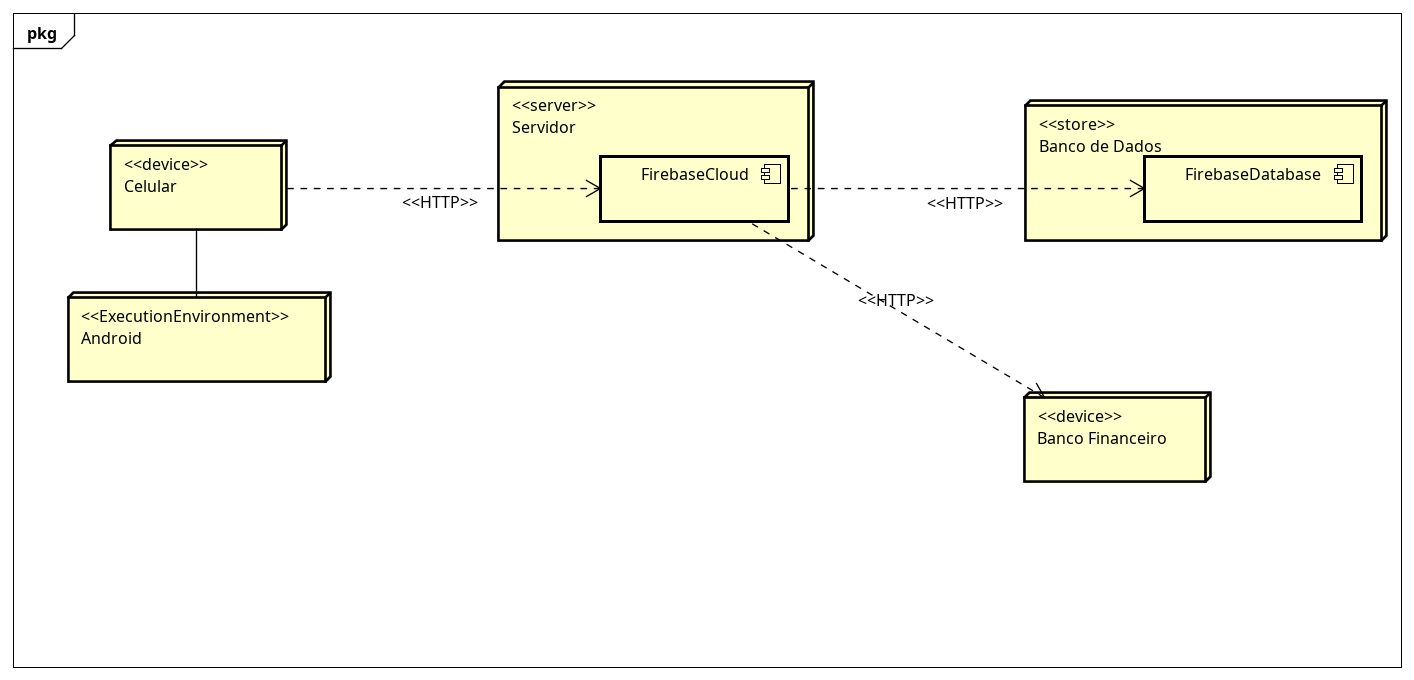 pkg
<<device>>
Celular
<<ExecutionEnvironment>>
Android
<<HTTP>>
<<server>>
Servidor
FirebaseCloud
<<HTTP>>
<<store>>
Banco de Dados
FirebaseDatabase
<<HTTP>>
<<device>>
Banco Financeiro